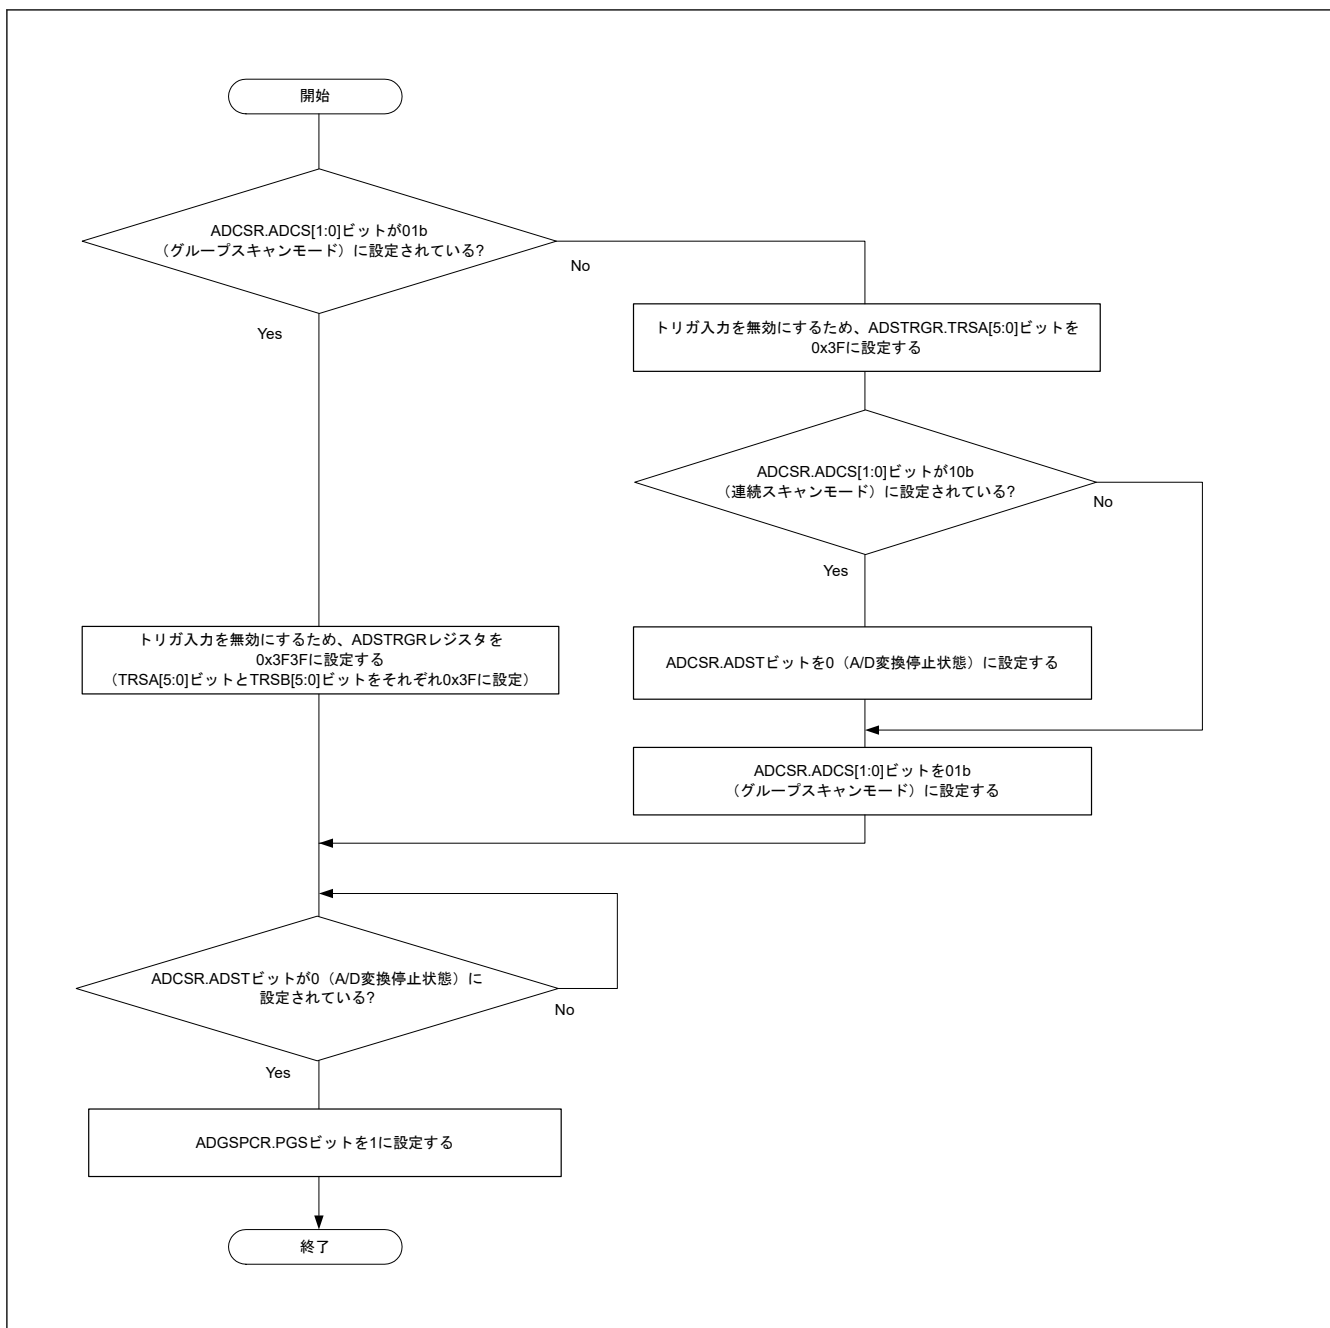 開始
ADCSR.ADCS[1:0]ビットが01b
（グループスキャンモード）に設定されている?
No
Yes
トリガ入力を無効にするため、ADSTRGR.TRSA[5:0]ビットを
0x3Fに設定する
ADCSR.ADCS[1:0]ビットが10b
（連続スキャンモード）に設定されている?
No
Yes
トリガ入力を無効にするため、ADSTRGRレジスタを
0x3F3Fに設定する
（TRSA[5:0]ビットとTRSB[5:0]ビットをそれぞれ0x3Fに設定）
ADCSR.ADSTビットを0（A/D変換停止状態）に設定する
ADCSR.ADCS[1:0]ビットを01b
（グループスキャンモード）に設定する
ADCSR.ADSTビットが0（A/D変換停止状態）に
設定されている?
No
Yes
ADGSPCR.PGSビットを1に設定する
終了